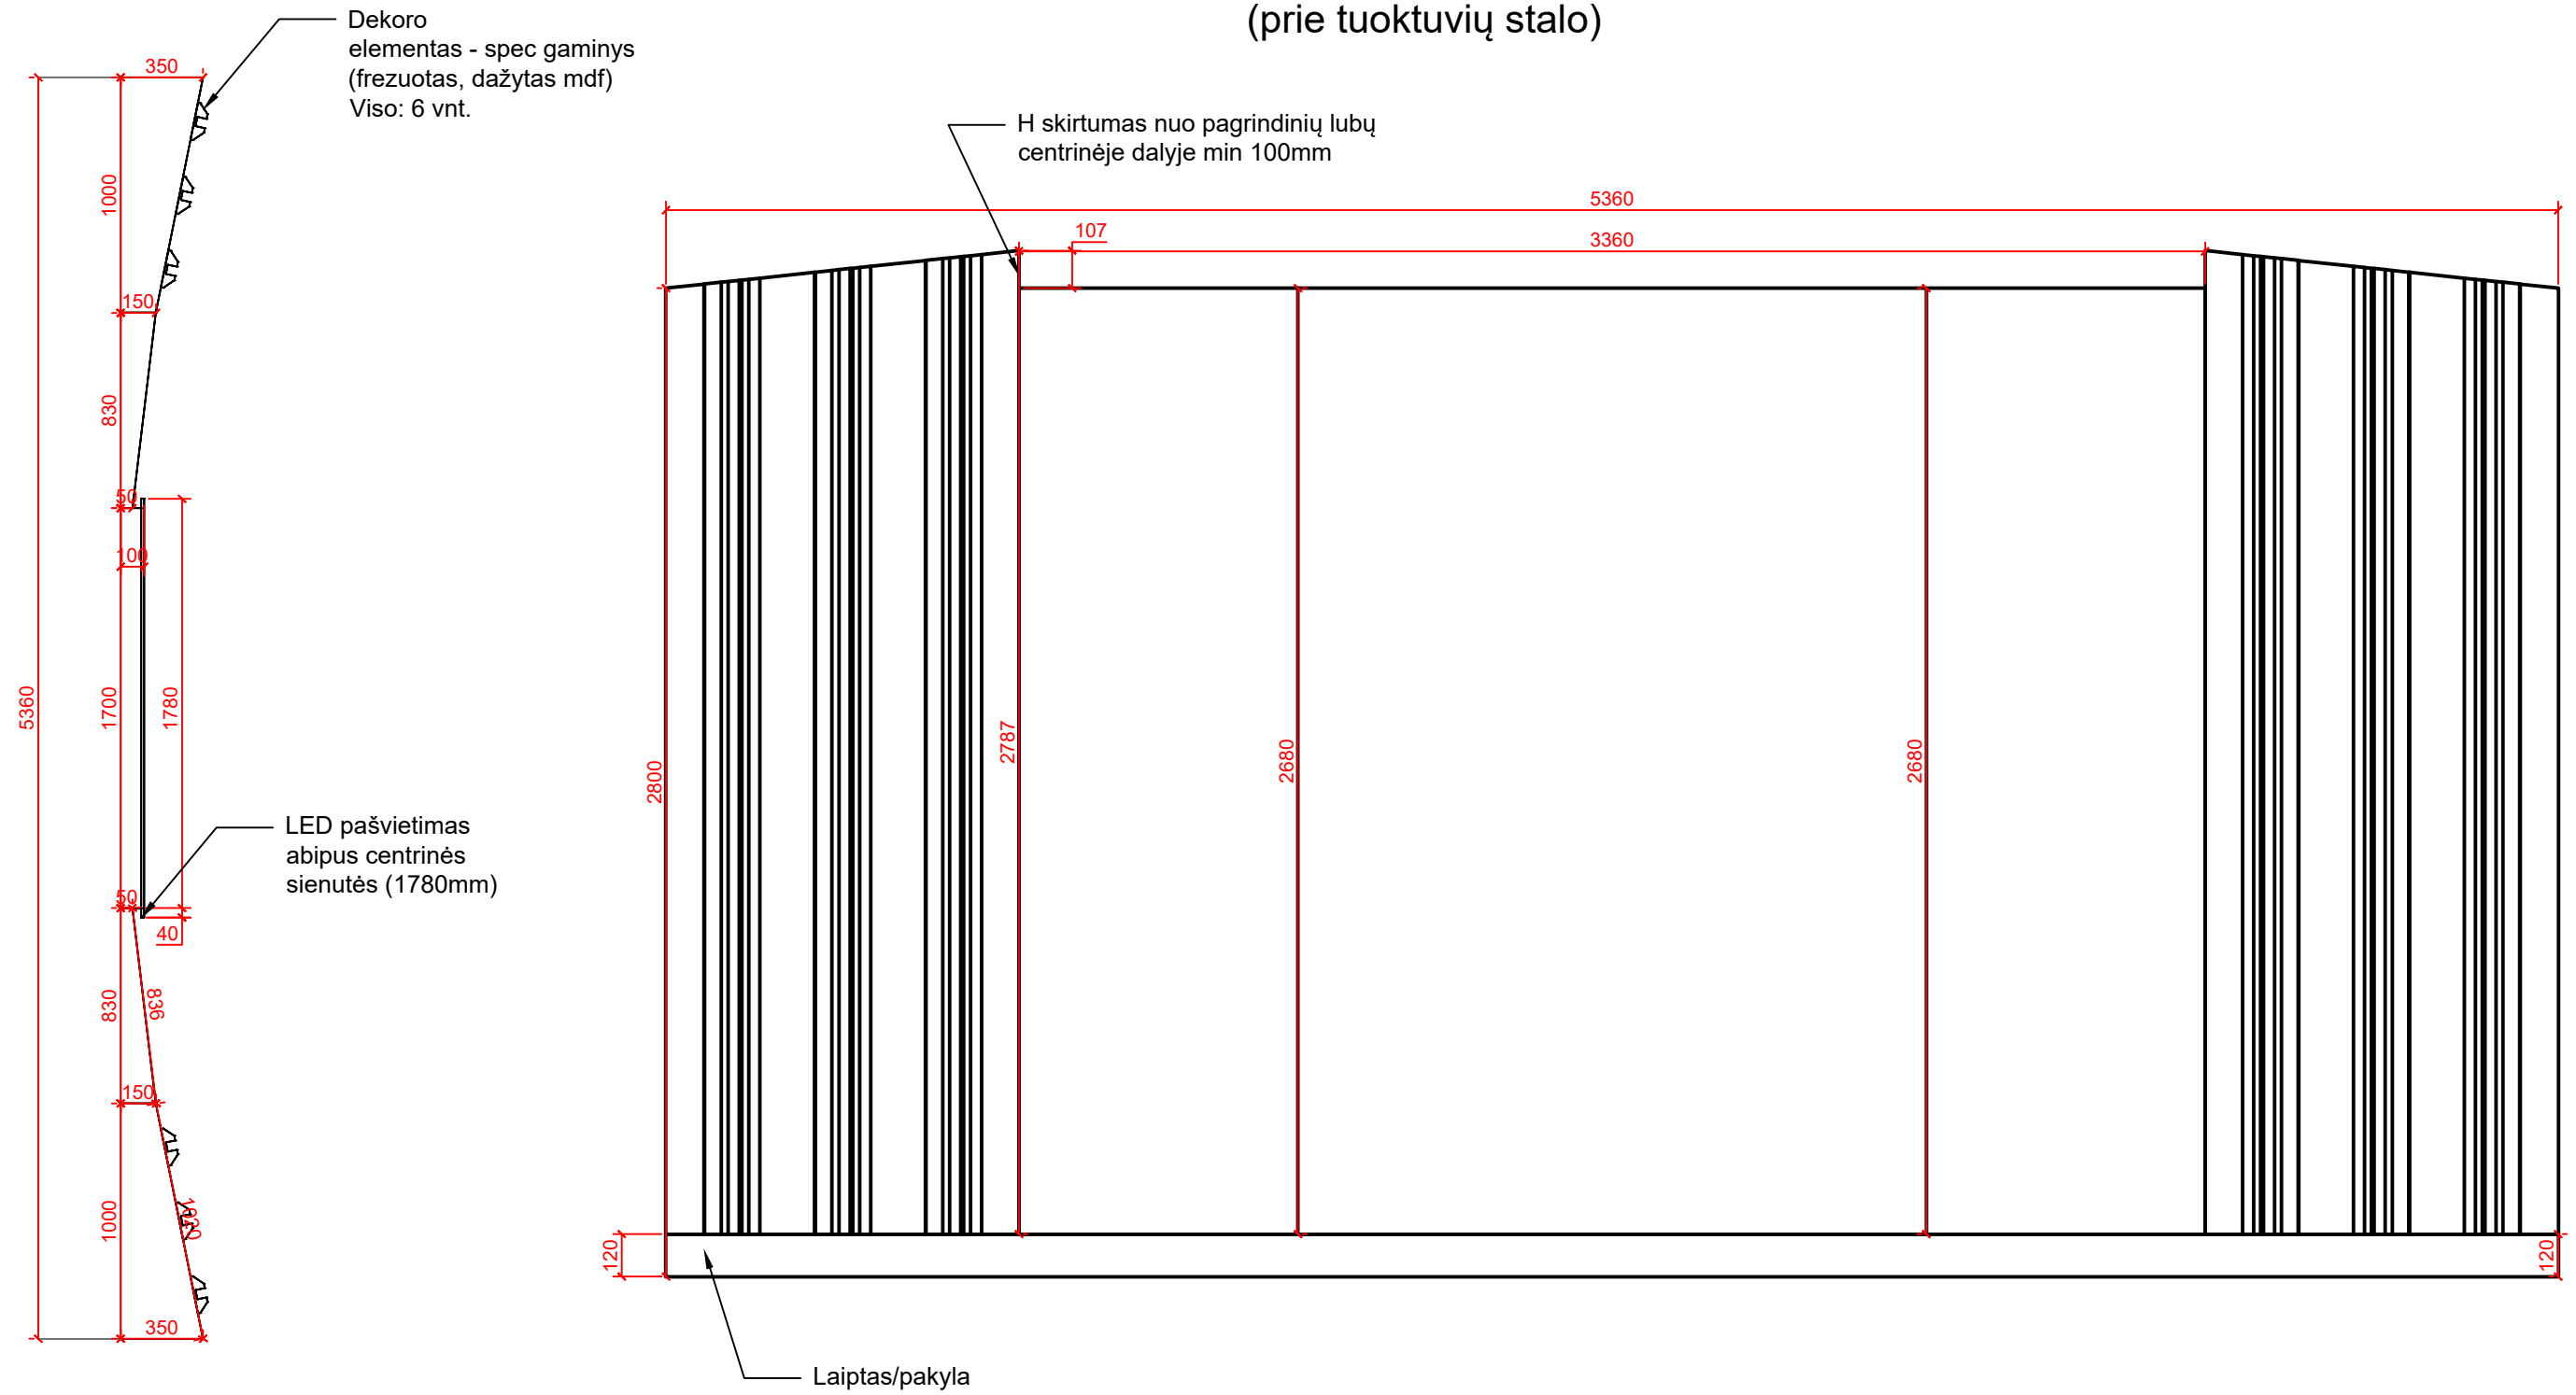 (prie tuoktuvių stalo)
Dekoro
elementas - spec gaminys
(frezuotas, dažytas mdf)
Viso: 6 vnt.
H skirtumas nuo pagrindinių lubų
centrinėje dalyje min 100mm
LED pašvietimas
abipus centrinės
sienutės (1780mm)
Laiptas/pakyla
350
1000
150
830
50
100
5360
1700
1780
50
40
830
836
150
1000
1020
350
5360
107
3360
2800
2787
2680
2680
120
120